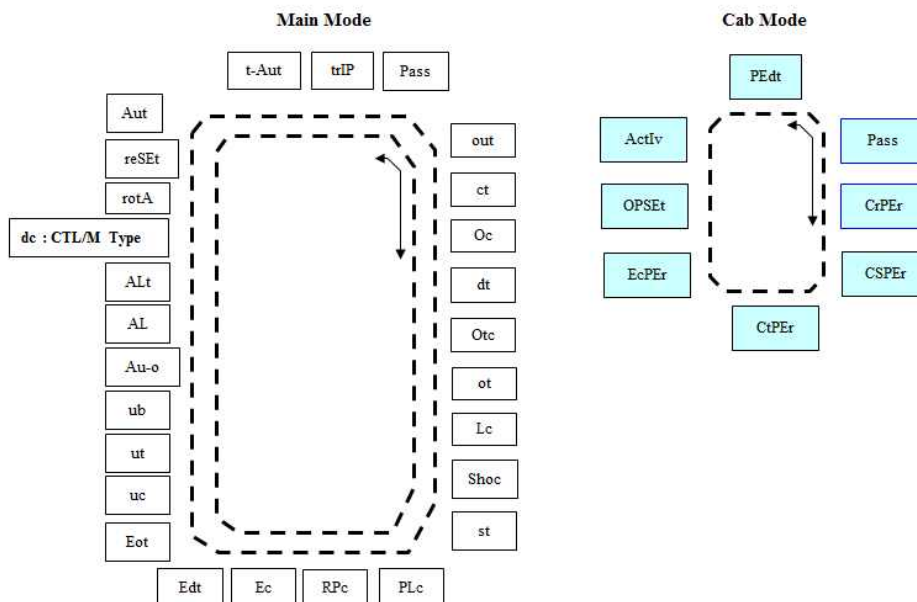 Main Mode
t-Aut
trIP
Pass
Aut
reSEt
rotA
dc : CTL/M Type
ALt
AL
Au-o
ub
ut
uc
Eot
Edt
Ec
RPc
PLc
out
ct
Oc
dt
Otc
ot
Lc
Shoc
st
Cab Mode
PEdt
ActIv
OPSEt
EcPEr
Pass
CrPEr
CSPEr
CtPEr